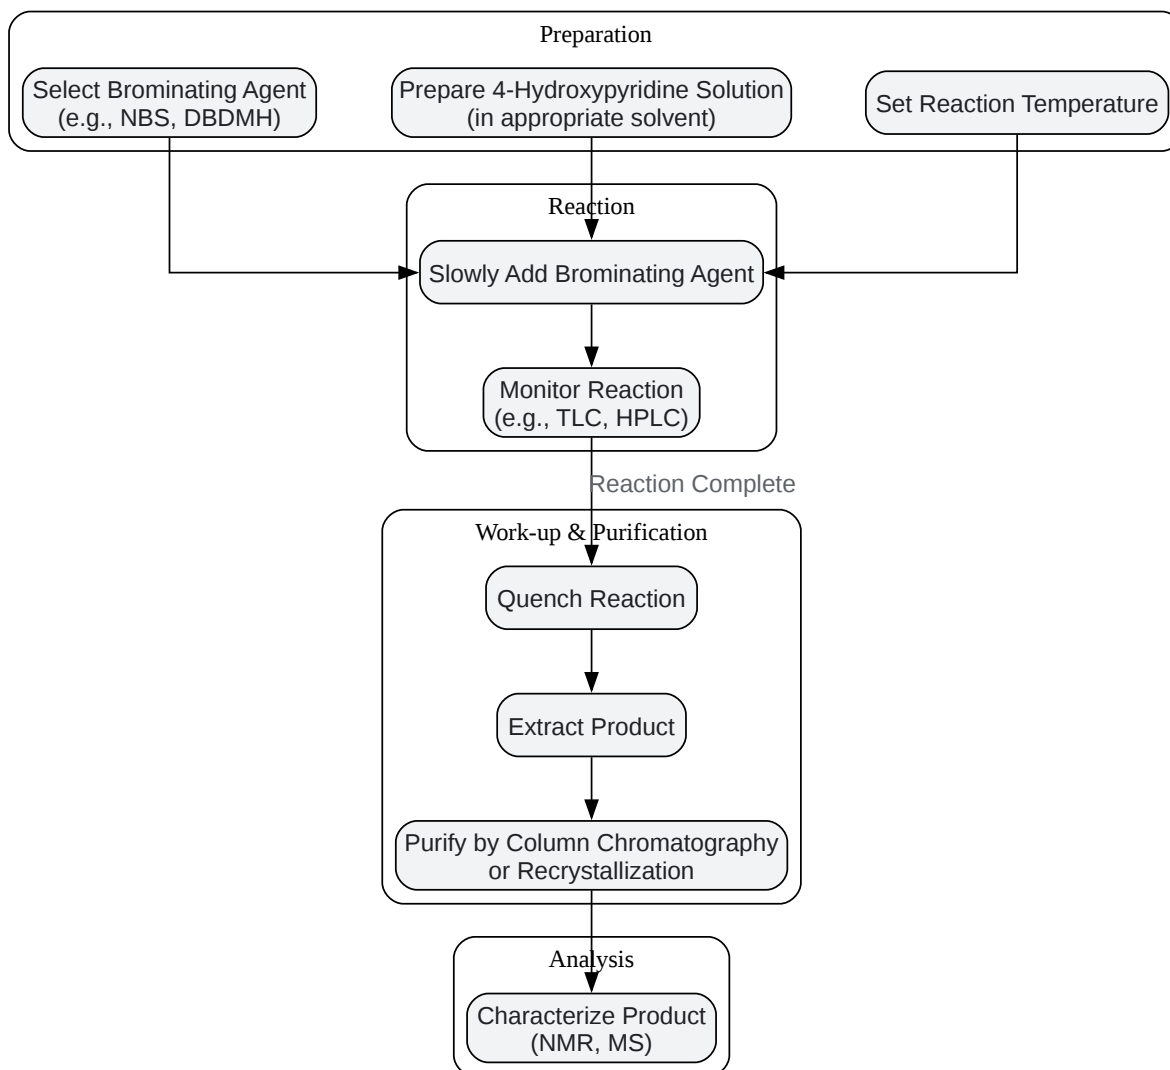 Preparation
Select Brominating Agent
(e.g., NBS, DBDMH)
Prepare 4-Hydroxypyridine Solution
(in appropriate solvent)
Set Reaction Temperature
Reaction
Slowly Add Brominating Agent
Monitor Reaction
(e.g., TLC, HPLC)
Reaction Complete
Work-up & Purification
Quench Reaction
Extract Product
Purify by Column Chromatography
or Recrystallization
Analysis
Characterize Product
(NMR, MS)